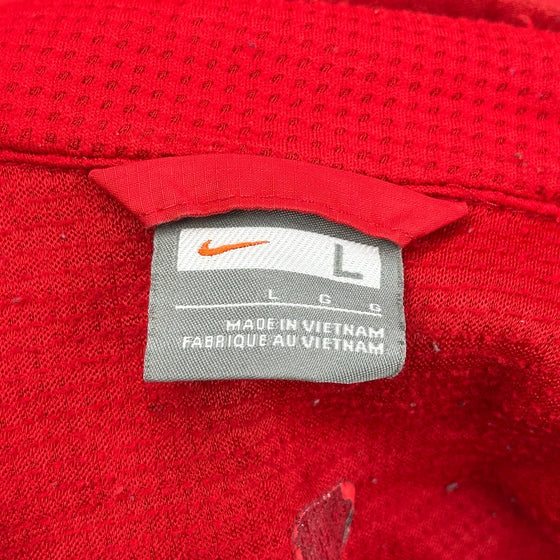 L
L G G
MADE IN VIETNAM
FABRIQUE AU VIETNAM